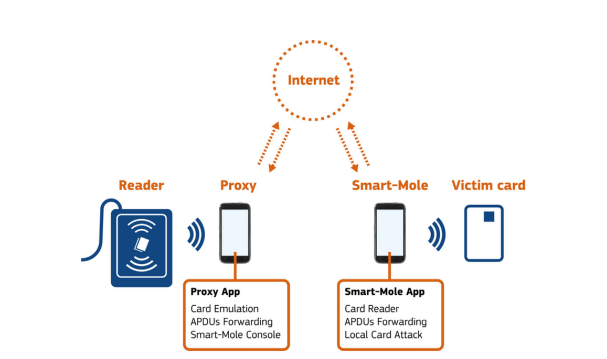 Internet
Reader
Proxy
Smart-Mole
Victim card
Proxy App
Card Emulation
APDUs Forwarding
Smart-Mole Console
Smart-Mole App
Card Reader
APDUs Forwarding
Local Card Attack